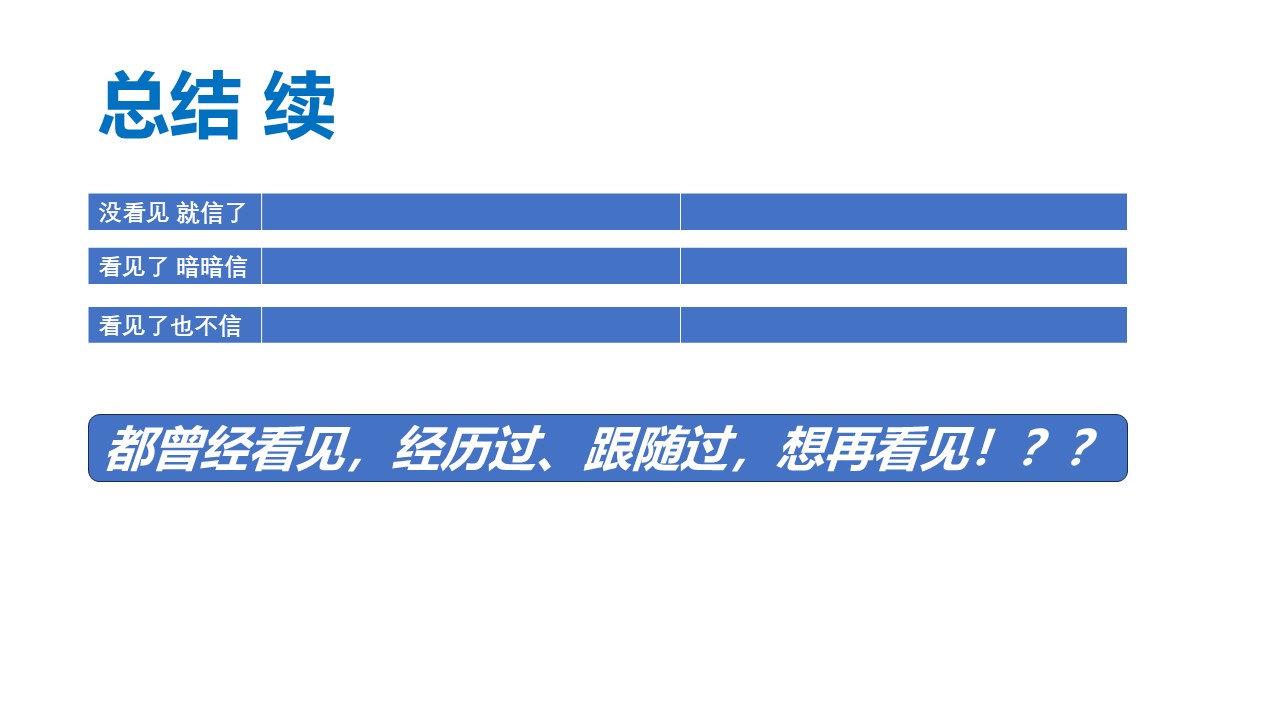 总结 续
没看见 就信了
看见了 暗暗信
看见了也不信
都曾经看见，经历过、跟随过，想再看见！？？